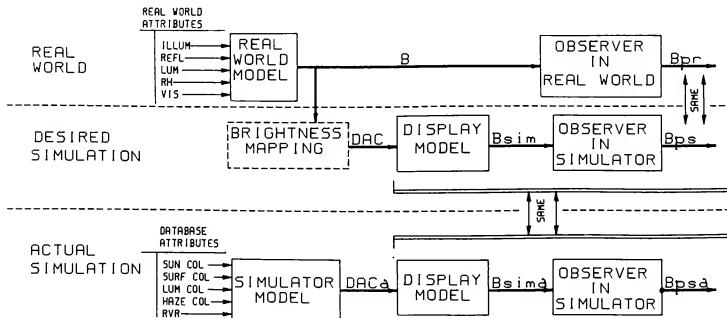 REAL WORLD
ATTRIBUTES
REAL
WORLD
ILLUM
REFL
LUM
RH
VIS
REAL
WORLD
MODEL
B
OBSERVER
IN
REAL WORLD
Bpr
SAME
DESIRED
SIMULATION
BRIGHTNESS
MAPPING
DAC
DISPLAY
MODEL
Bsim
OBSERVER
IN
SIMULATOR
Bps
SAME
ACTUAL
SIMULATION
DATABASE
ATTRIBUTES
SUN COL
SURF COL
LUM COL
HAZE COL
RVR
SIMULATOR
MODEL
DACa
DISPLAY
MODEL
Bsima
OBSERVER
IN
SIMULATOR
Bpsa